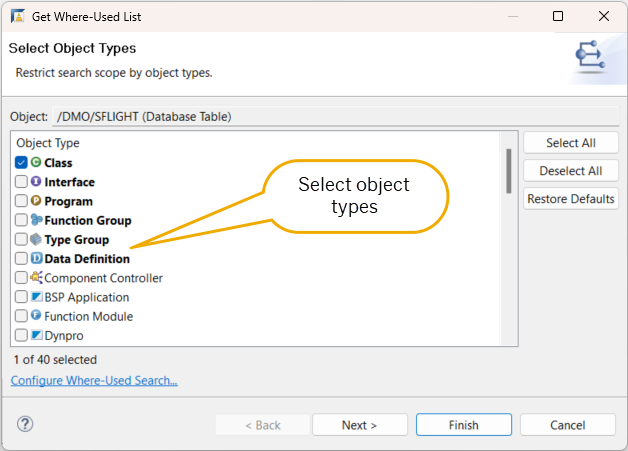 Get Where-Used List
Select Object Types
Restrict search scope by object types.
Object: /DMO/SFLIGHT (Database Table)
Object Type
Class
Interface
Program
Function Group
Type Group
Data Definition
Component Controller
BSP Application
Function Module
Dynpro
Select All
Deselect All
Restore Defaults
Select object
types
1 of 40 selected
Configure Where-Used Search...
< Back
Next >
Finish
Cancel